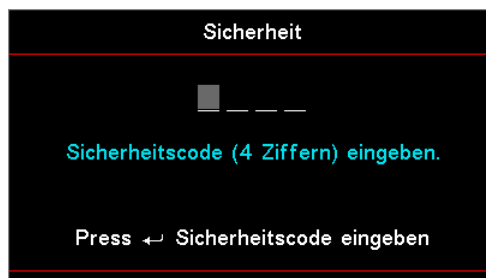 Sicherheit
_ _ _ _
Sicherheitscode (4 Ziffern) eingeben.
Press ↵ Sicherheitscode eingeben